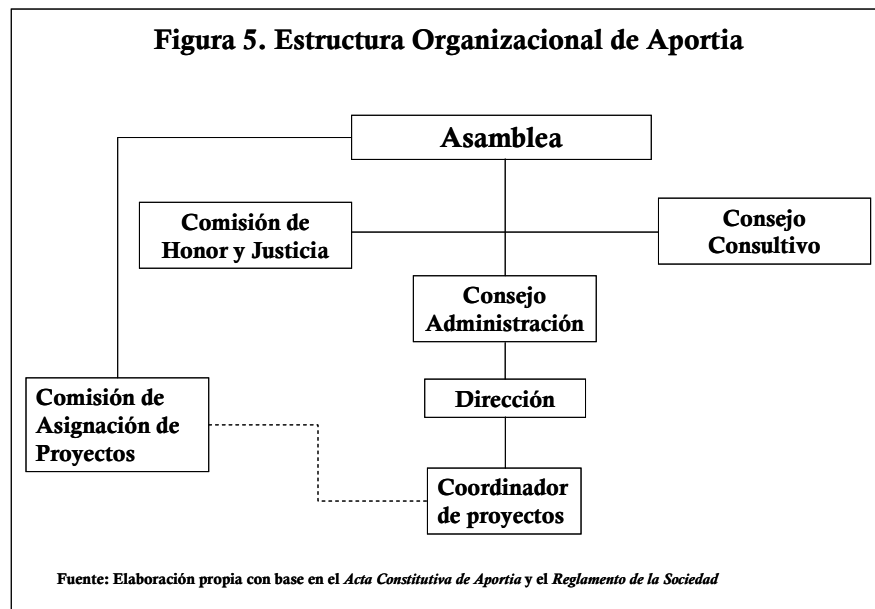 Figura 5. Estructura Organizacional de Aportia
Asamblea
Comisión de
Honor y Justicia
Consejo
Consultivo
Consejo
Administración
Dirección
Comisión de
Asignación de
Proyectos
Coordinador
de proyectos
Fuente: Elaboración propia con base en el Acta Constitutiva de Aportia y el Reglamento de la Sociedad